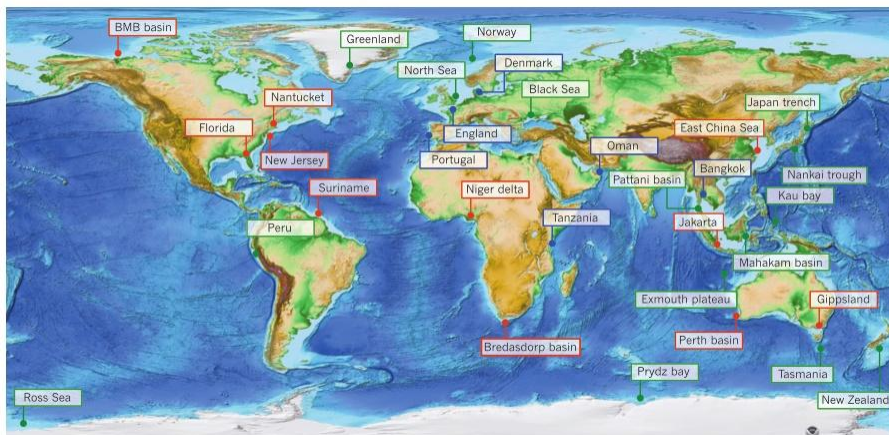 BMB basin
Greenland
Norway
North Sea
Denmark
Black Sea
Nantucket
Japan trench
Florida
England
East China Sea
New Jersey
Portugal
Oman
Bangkok
Nankai trough
Pattani basin
Suriname
Niger delta
Kau bay
Peru
Tanzania
Jakarta
Mahakam basin
Exmouth plateau
Gippsland
Bredasdorp basin
Perth basin
Prydz bay
Tasmania
Ross Sea
New Zealand